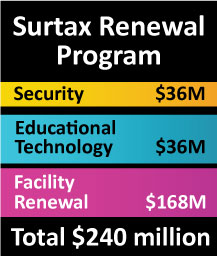 Surtax Renewal
Program
Security $36M
Educational
Technology $36M
Facility
Renewal $168M
Total $240 million